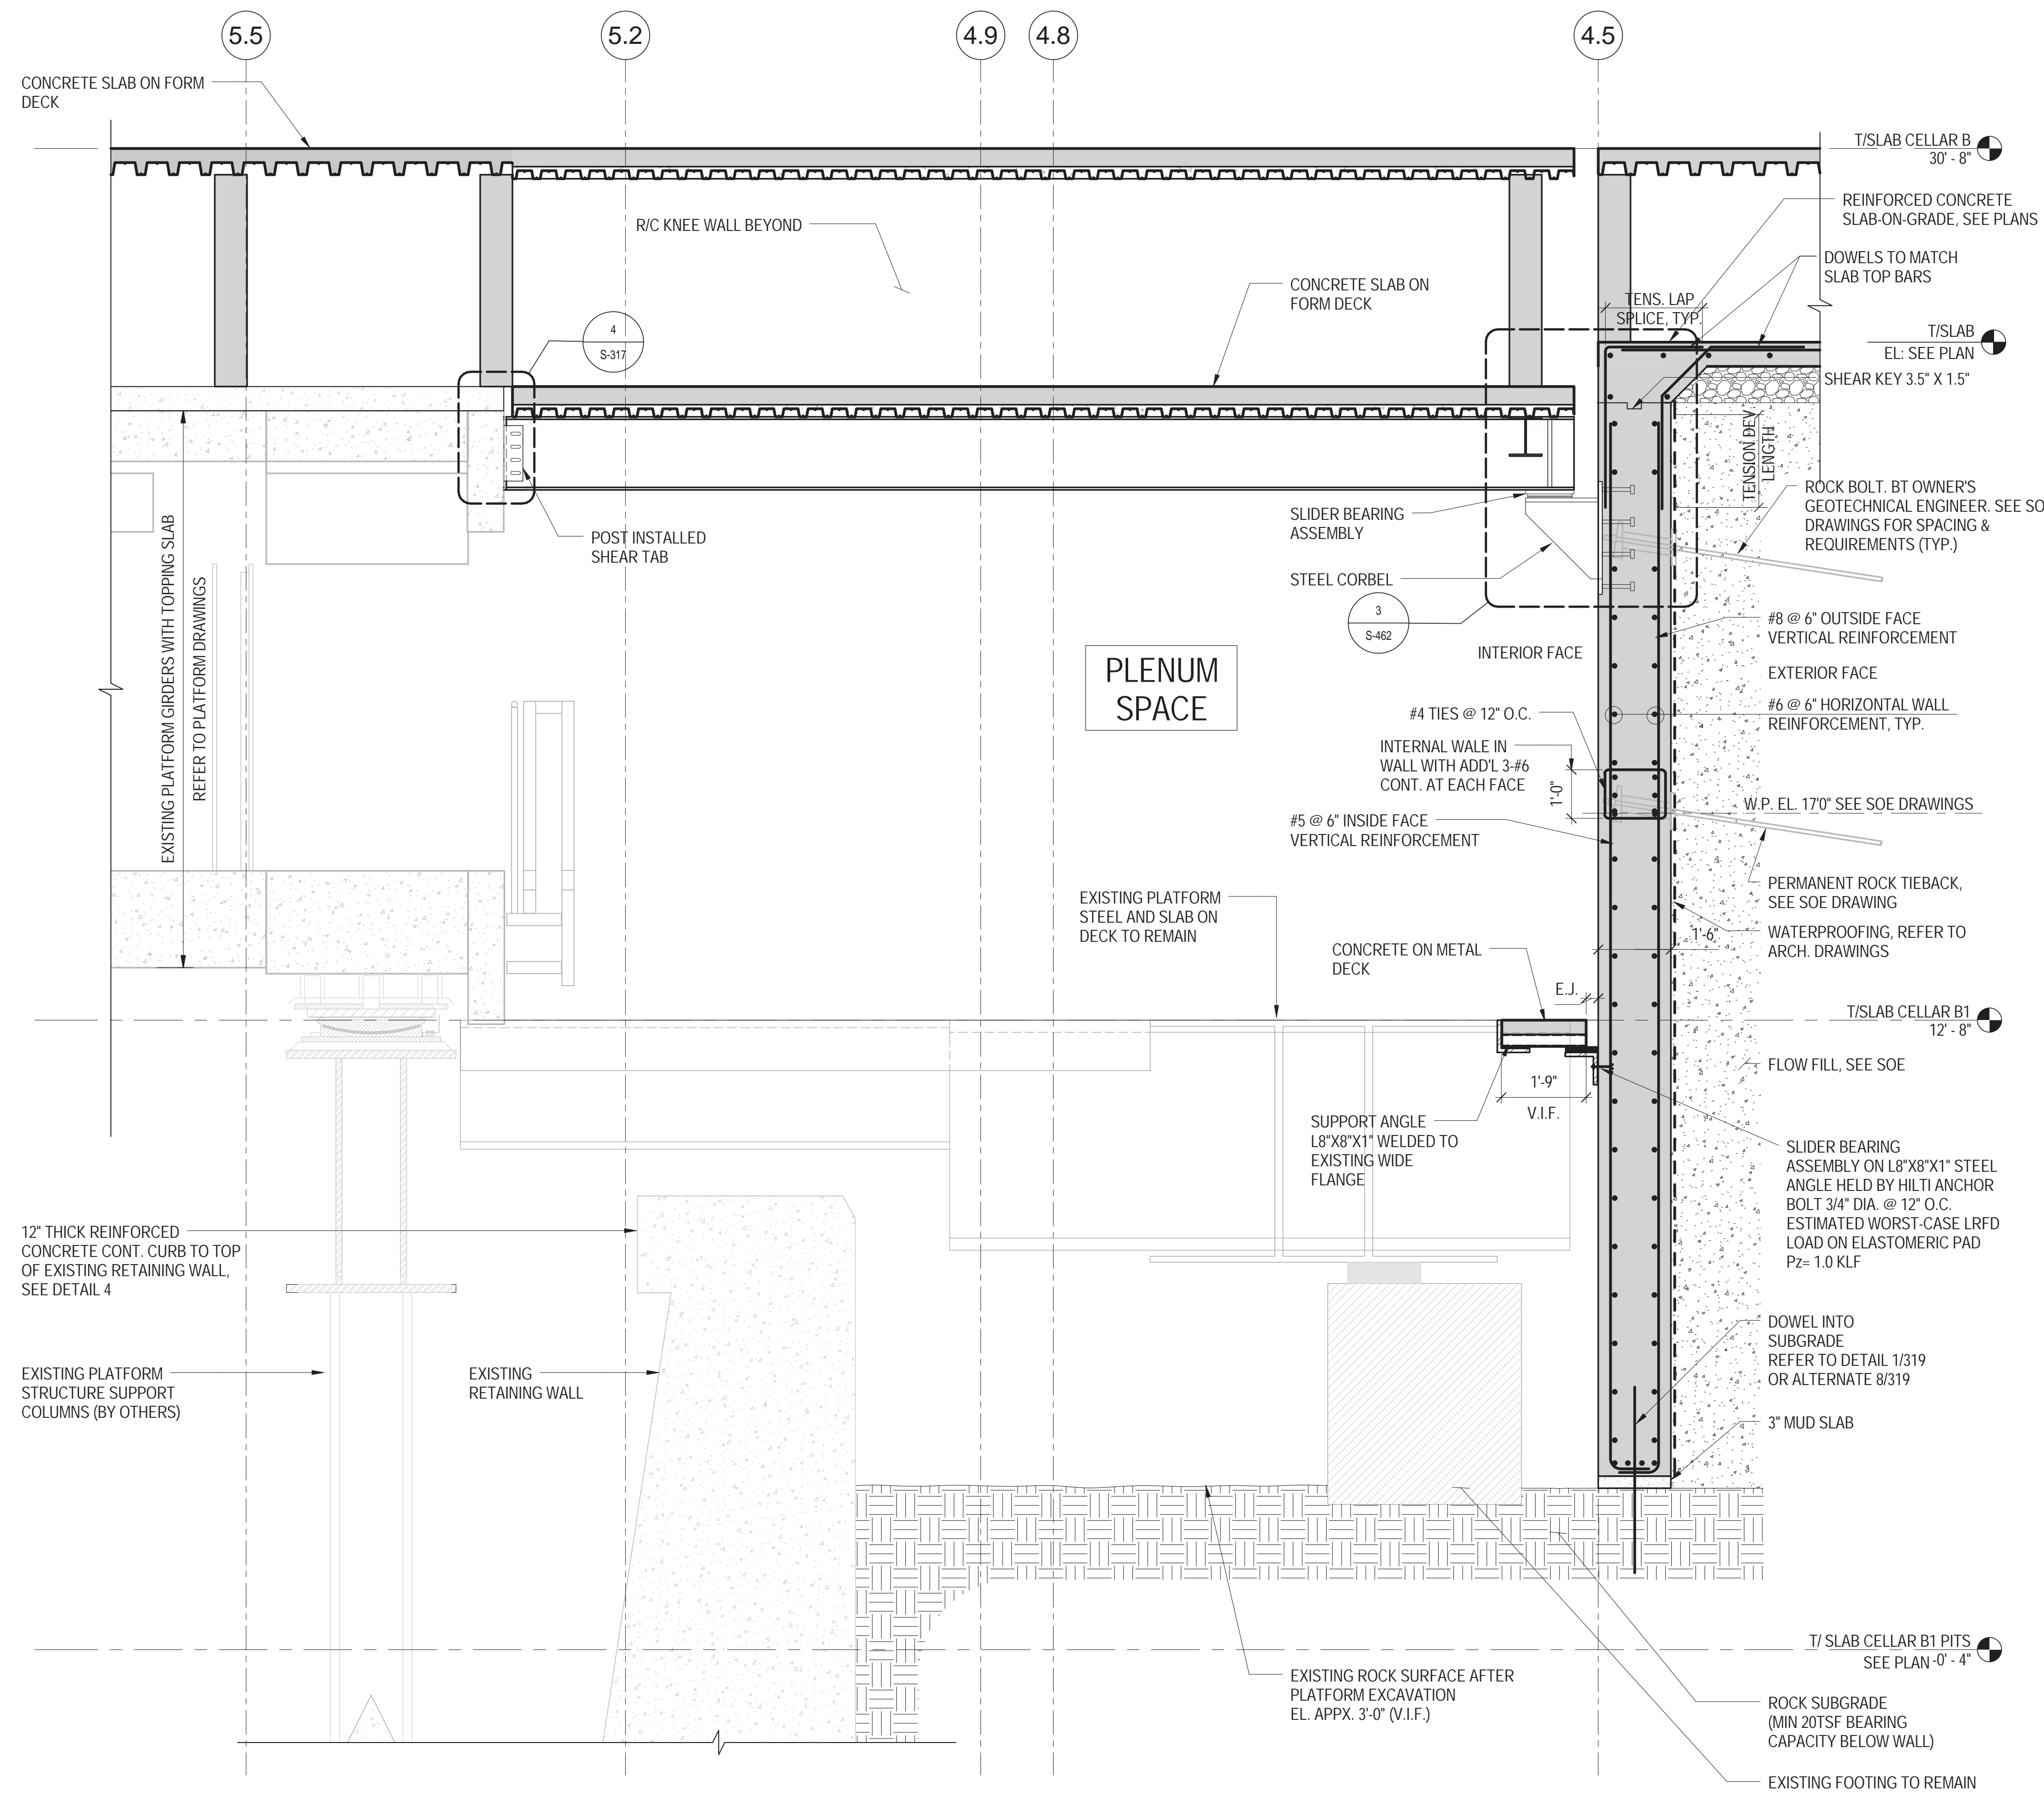 5.5
5.2
4.9
4.8
4.5
CONCRETE SLAB ON FORM
DECK
T/SLAB CELLAR B
30' - 8"
REINFORCED CONCRETE
SLAB-ON-GRADE, SEE PLANS
R/C KNEE WALL BEYOND
DOWELS TO MATCH
SLAB TOP BARS
CONCRETE SLAB ON
FORM DECK
TENS. LAP
SPLICE, TYP.
4
S-317
T/SLAB
EL: SEE PLAN
SHEAR KEY 3.5" X 1.5"
TENSION DEV
LENGTH
ROCK BOLT. BT OWNER'S
GEOTECHNICAL ENGINEER. SEE SO
DRAWINGS FOR SPACING &
REQUIREMENTS (TYP.)
SLIDER BEARING
ASSEMBLY
POST INSTALLED
SHEAR TAB
STEEL CORBEL
3
S-462
EXISTING PLATFORM GIRDERS WITH TOPPING SLAB
REFER TO PLATFORM DRAWINGS
#8 @ 6" OUTSIDE FACE
VERTICAL REINFORCEMENT
INTERIOR FACE
EXTERIOR FACE
PLENUM
SPACE
#6 @ 6" HORIZONTAL WALL
REINFORCEMENT, TYP.
#4 TIES @ 12" O.C.
INTERNAL WALE IN
WALL WITH ADD'L 3-#6
CONT. AT EACH FACE
1'-0"
W.P. EL. 17'0" SEE SOE DRAWINGS
#5 @ 6" INSIDE FACE
VERTICAL REINFORCEMENT
PERMANENT ROCK TIEBACK,
SEE SOE DRAWING
EXISTING PLATFORM
STEEL AND SLAB ON
DECK TO REMAIN
1'-6"
WATERPROOFING, REFER TO
ARCH. DRAWINGS
CONCRETE ON METAL
DECK
E.J.
T/SLAB CELLAR B1
12' - 8"
FLOW FILL, SEE SOE
1'-9"
V.I.F.
SUPPORT ANGLE
L8"X8"X1" WELDED TO
EXISTING WIDE
FLANGE
SLIDER BEARING
ASSEMBLY ON L8"X8"X1" STEEL
ANGLE HELD BY HILTI ANCHOR
BOLT 3/4" DIA. @ 12" O.C.
ESTIMATED WORST-CASE LRFD
LOAD ON ELASTOMERIC PAD
Pz= 1.0 KLF
12" THICK REINFORCED
CONCRETE CONT. CURB TO TOP
OF EXISTING RETAINING WALL,
SEE DETAIL 4
DOWEL INTO
SUBGRADE
REFER TO DETAIL 1/319
OR ALTERNATE 8/319
EXISTING PLATFORM
STRUCTURE SUPPORT
COLUMNS (BY OTHERS)
EXISTING
RETAINING WALL
3" MUD SLAB
T/ SLAB CELLAR B1 PITS
SEE PLAN -0' - 4"
EXISTING ROCK SURFACE AFTER
PLATFORM EXCAVATION
EL. APPX. 3'-0" (V.I.F.)
ROCK SUBGRADE
(MIN 20TSF BEARING
CAPACITY BELOW WALL)
EXISTING FOOTING TO REMAIN